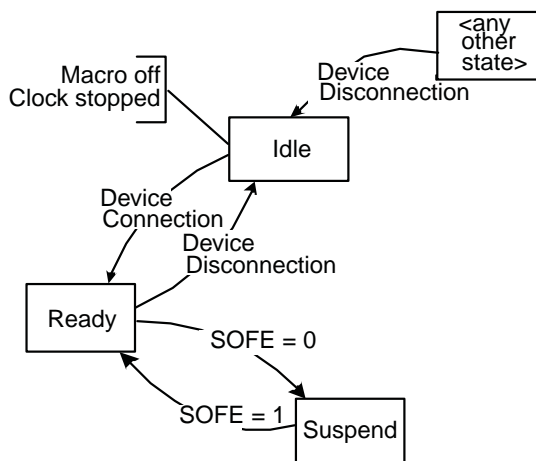 <any
other
state>
Device
Disconnection
Macro off
Clock stopped
Idle
Device
Connection
Device
Disconnection
Ready
SOFE = 0
SOFE = 1
Suspend